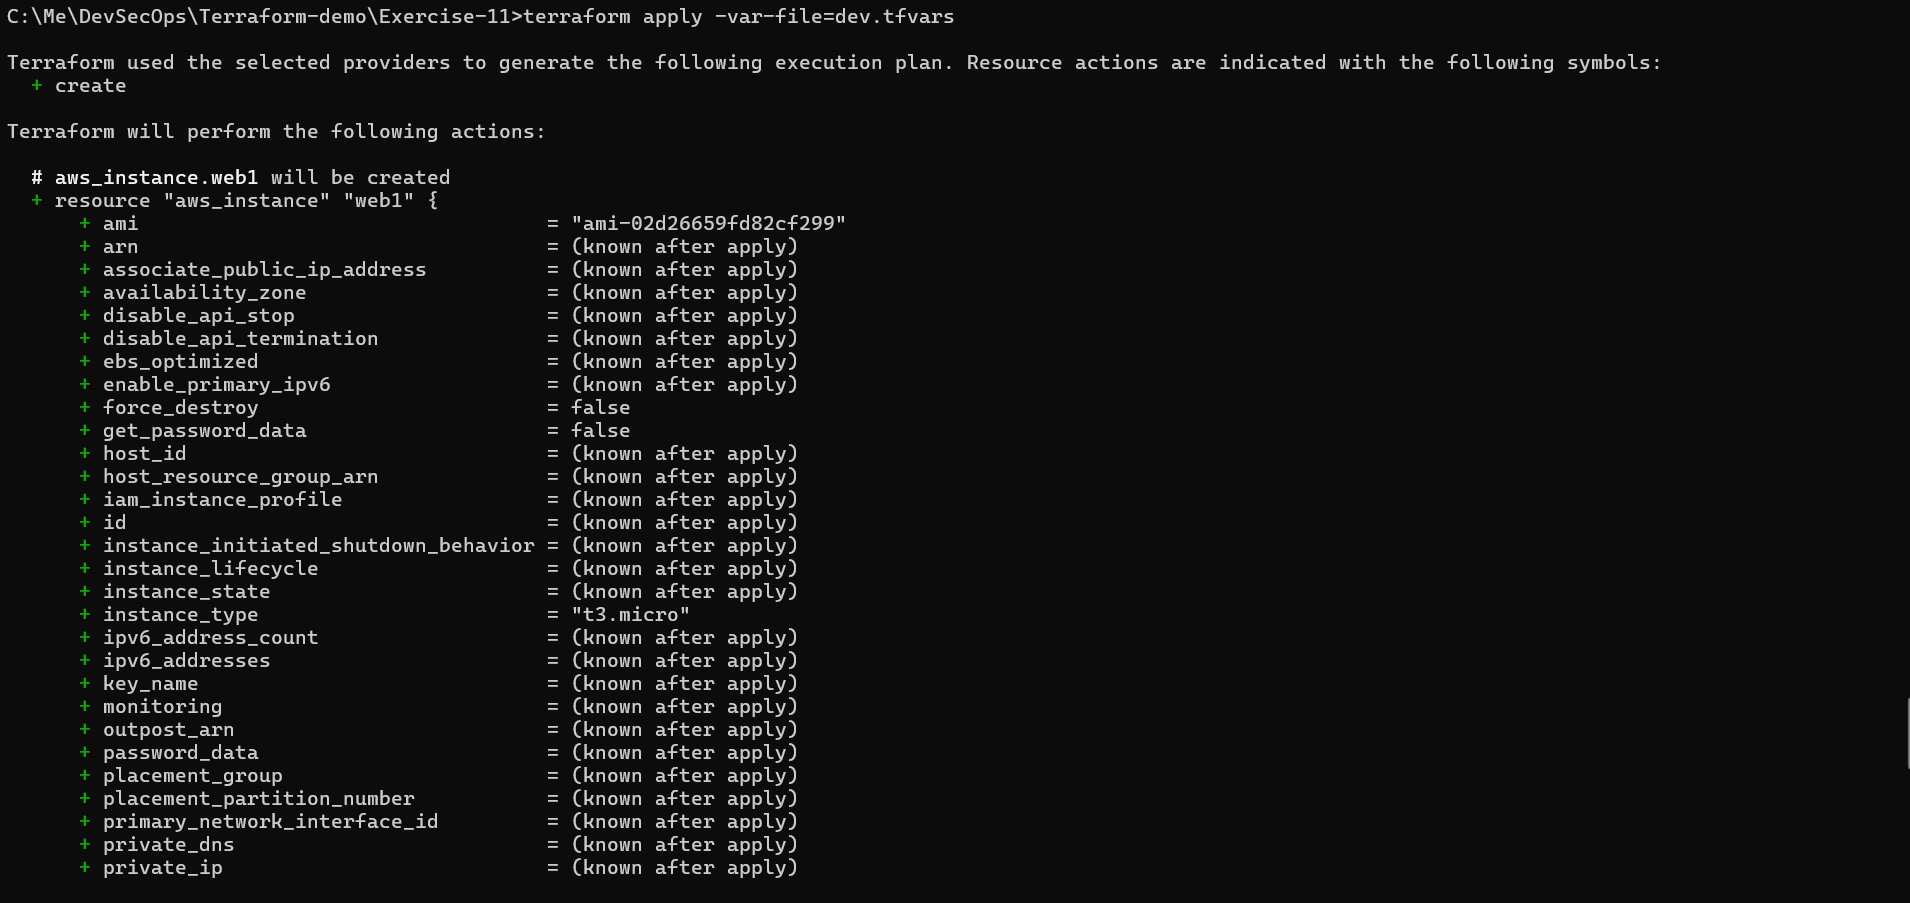 C:\Me\DevSecOps\Terraform-demo\Exercise-11>terraform apply -var-file=dev.tfvars
Terraform used the selected providers to generate the following execution plan. Resource actions are indicated with the following symbols:
+ create
Terraform will perform the following actions:
# aws_instance.web1 will be created
+ resource "aws_instance" "web1" {
+ ami = "ami-02d26659fd82cf299"
+ arn = (known after apply)
+ associate_public_ip_address = (known after apply)
+ availability_zone = (known after apply)
+ disable_api_stop = (known after apply)
+ disable_api_termination = (known after apply)
+ ebs_optimized = (known after apply)
+ enable_primary_ipv6 = (known after apply)
+ force_destroy = false
+ get_password_data = false
+ host_id = (known after apply)
+ host_resource_group_arn = (known after apply)
+ iam_instance_profile = (known after apply)
+ id = (known after apply)
+ instance_initiated_shutdown_behavior = (known after apply)
+ instance_lifecycle = (known after apply)
+ instance_state = (known after apply)
+ instance_type = "t3.micro"
+ ipv6_address_count = (known after apply)
+ ipv6_addresses = (known after apply)
+ key_name = (known after apply)
+ monitoring = (known after apply)
+ outpost_arn = (known after apply)
+ password_data = (known after apply)
+ placement_group = (known after apply)
+ placement_partition_number = (known after apply)
+ primary_network_interface_id = (known after apply)
+ private_dns = (known after apply)
+ private_ip = (known after apply)